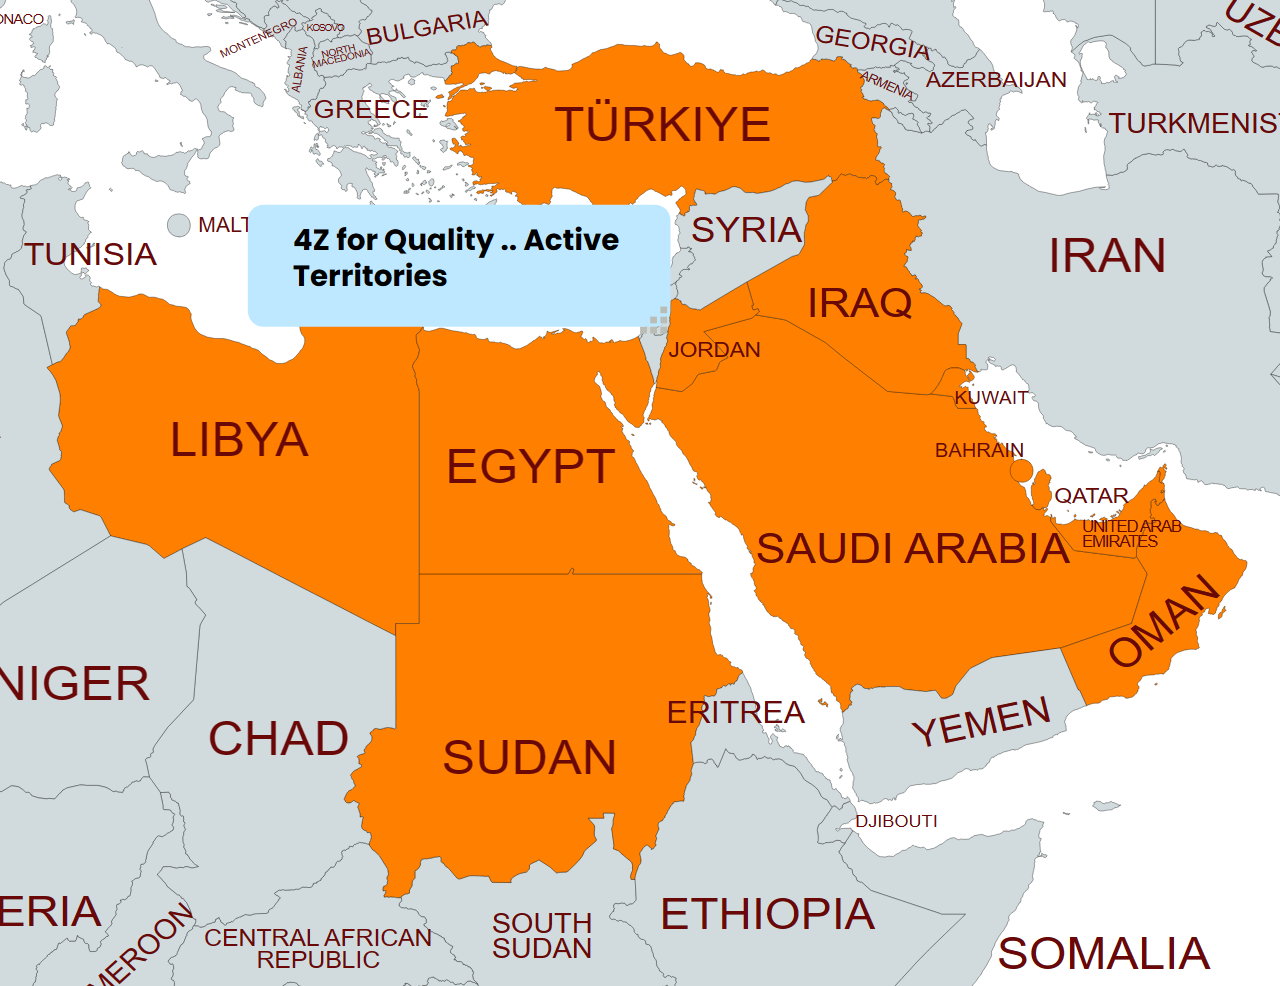 ONACO
MONTENEGRO
KOSOVO
BULGARIA
NORTH
MACEDONIA
ALBANIA
GREECE
GEORGIA
ARMENIA
AZERBAIJAN
UZE
TURKMENIS
TÜRKIYE
TUNISIA
MALT
4Z for Quality .. Active
Territories
SYRIA
IRAQ
IRAN
JORDAN
KUWAIT
BAHRAIN
QATAR
UNITED ARAB
EMIRATES
LIBYA
EGYPT
SAUDI ARABIA
OMAN
NIGER
CHAD
SUDAN
ERITREA
YEMEN
DJIBOUTI
ERIA
MEROON
CENTRAL AFRICAN
REPUBLIC
SOUTH
SUDAN
ETHIOPIA
SOMALIA